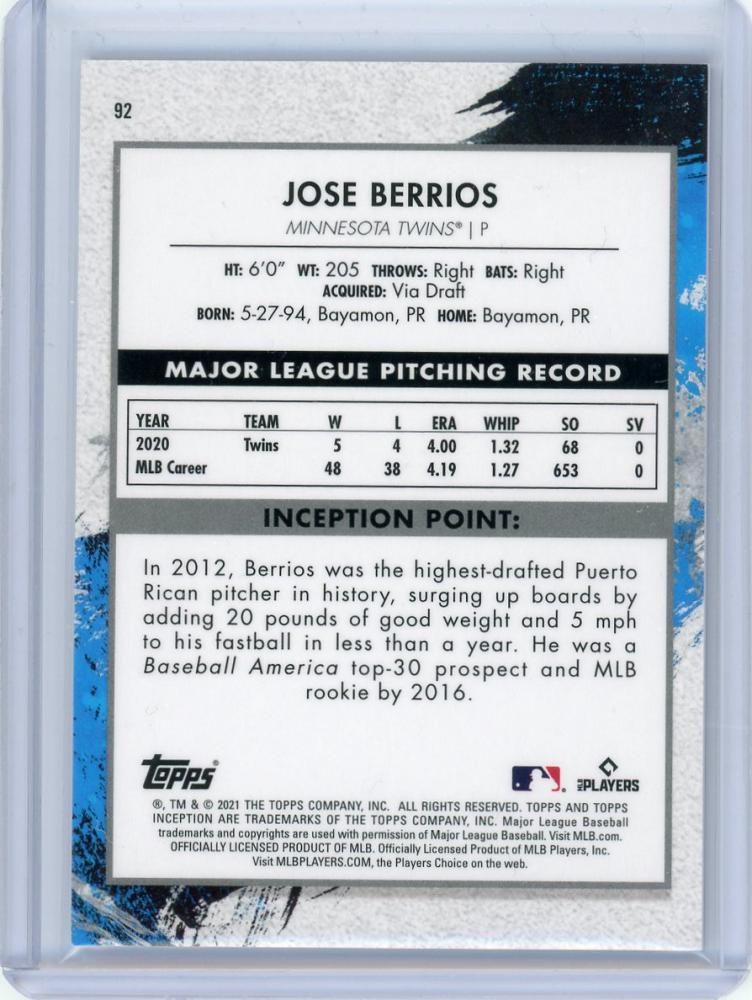 92
JOSE BERRIOS
MINNESOTA TWINS® | P
HT: 6'0" WT: 205 THROWS: Right BATS: Right
ACQUIRED: Via Draft
BORN: 5-27-94, Bayamon, PR HOME: Bayamon, PR
MAJOR LEAGUE PITCHING RECORD
YEAR TEAM W L ERA WHIP SO SV
2020 Twins 5 4 4.00 1.32 68 0
MLB Career 48 38 4.19 1.27 653 0
INCEPTION POINT:
In 2012, Berrios was the highest-drafted Puerto
Rican pitcher in history, surging up boards by
adding 20 pounds of good weight and 5 mph
to his fastball in less than a year. He was a
Baseball America top-30 prospect and MLB
rookie by 2016.
Topps®
MLB PLAYERS
®, TM & © 2021 THE TOPPS COMPANY, INC. ALL RIGHTS RESERVED. TOPPS AND TOPPS
INCEPTION ARE TRADEMARKS OF THE TOPPS COMPANY, INC. Major League Baseball
trademarks and copyrights are used with permission of Major League Baseball. Visit MLB.com.
OFFICIALLY LICENSED PRODUCT OF MLB. Officially Licensed Product of MLB Players, Inc.
Visit MLBPLAYERS.COM, the Players Choice on the web.